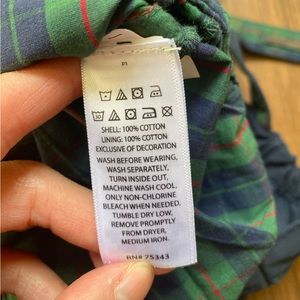 SHELL: 100% COTTON
LINING: 100% COTTON
EXCLUSIVE OF DECORATION
WASH BEFORE WEARING,
WASH SEPARATELY,
TURN INSIDE OUT,
MACHINE WASH COOL,
ONLY NON-CHLORINE
BLEACH WHEN NEEDED,
TUMBLE DRY LOW,
REMOVE PROMPTLY
FROM DRYER,
MEDIUM IRON.
RN# 75343